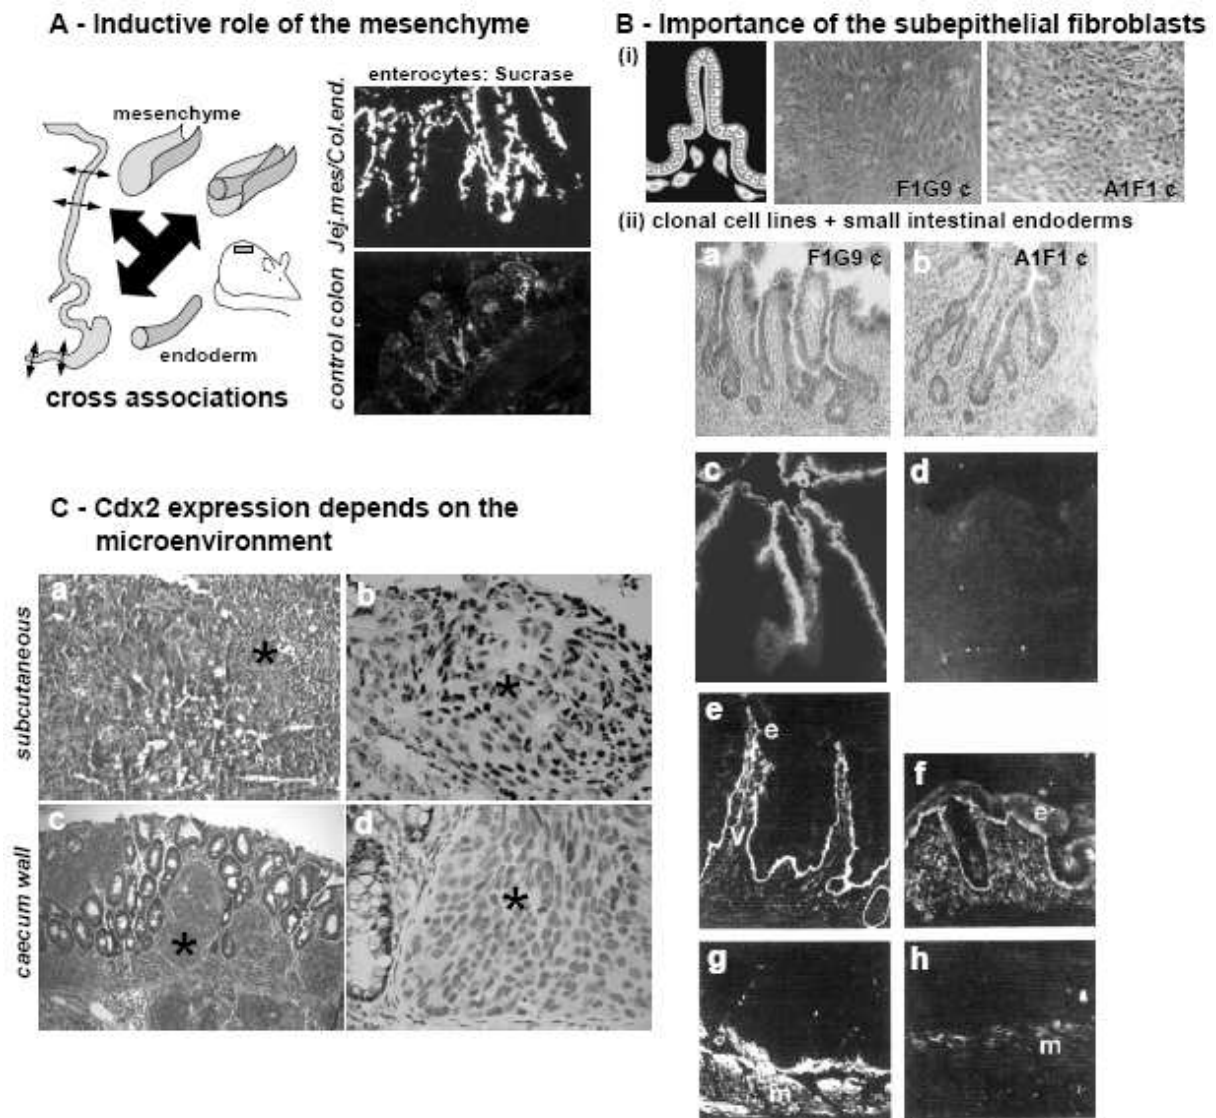 A - Inductive role of the mesenchyme
mesenchyme
endoderm
cross associations
enterocytes: Sucrase
Jej.mes/Col.end.
control colon
B - Importance of the subepithelial fibroblasts
(i)
F1G9 ¢
A1F1 ¢
(ii) clonal cell lines + small intestinal endoderms
a
F1G9 ¢
b
A1F1 ¢
c
d
e
e
v
f
e
g
m
h
m
C - Cdx2 expression depends on the
microenvironment
subcutaneous
a
*
b
*
caecum wall
c
*
d
*